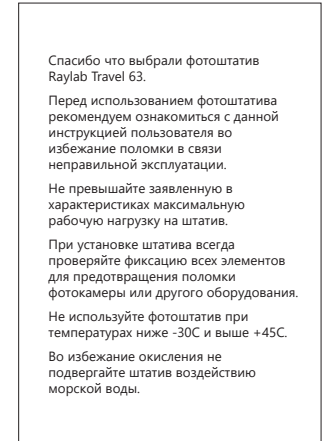 Спасибо что выбрали фотоштатив
Raylab Travel 63.
Перед использованием фотоштатива
рекомендуем ознакомиться с данной
инструкцией пользователя во
избежание поломки в связи
неправильной эксплуатации.
Не превышайте заявленную в
характеристиках максимальную
рабочую нагрузку на штатив.
При установке штатива всегда
проверяйте фиксацию всех элементов
для предотвращения поломки
фотокамеры или другого оборудования.
Не используйте фотоштатив при
температурах ниже -30С и выше +45С.
Во избежание окисления не
подвергайте штатив воздействию
морской воды.